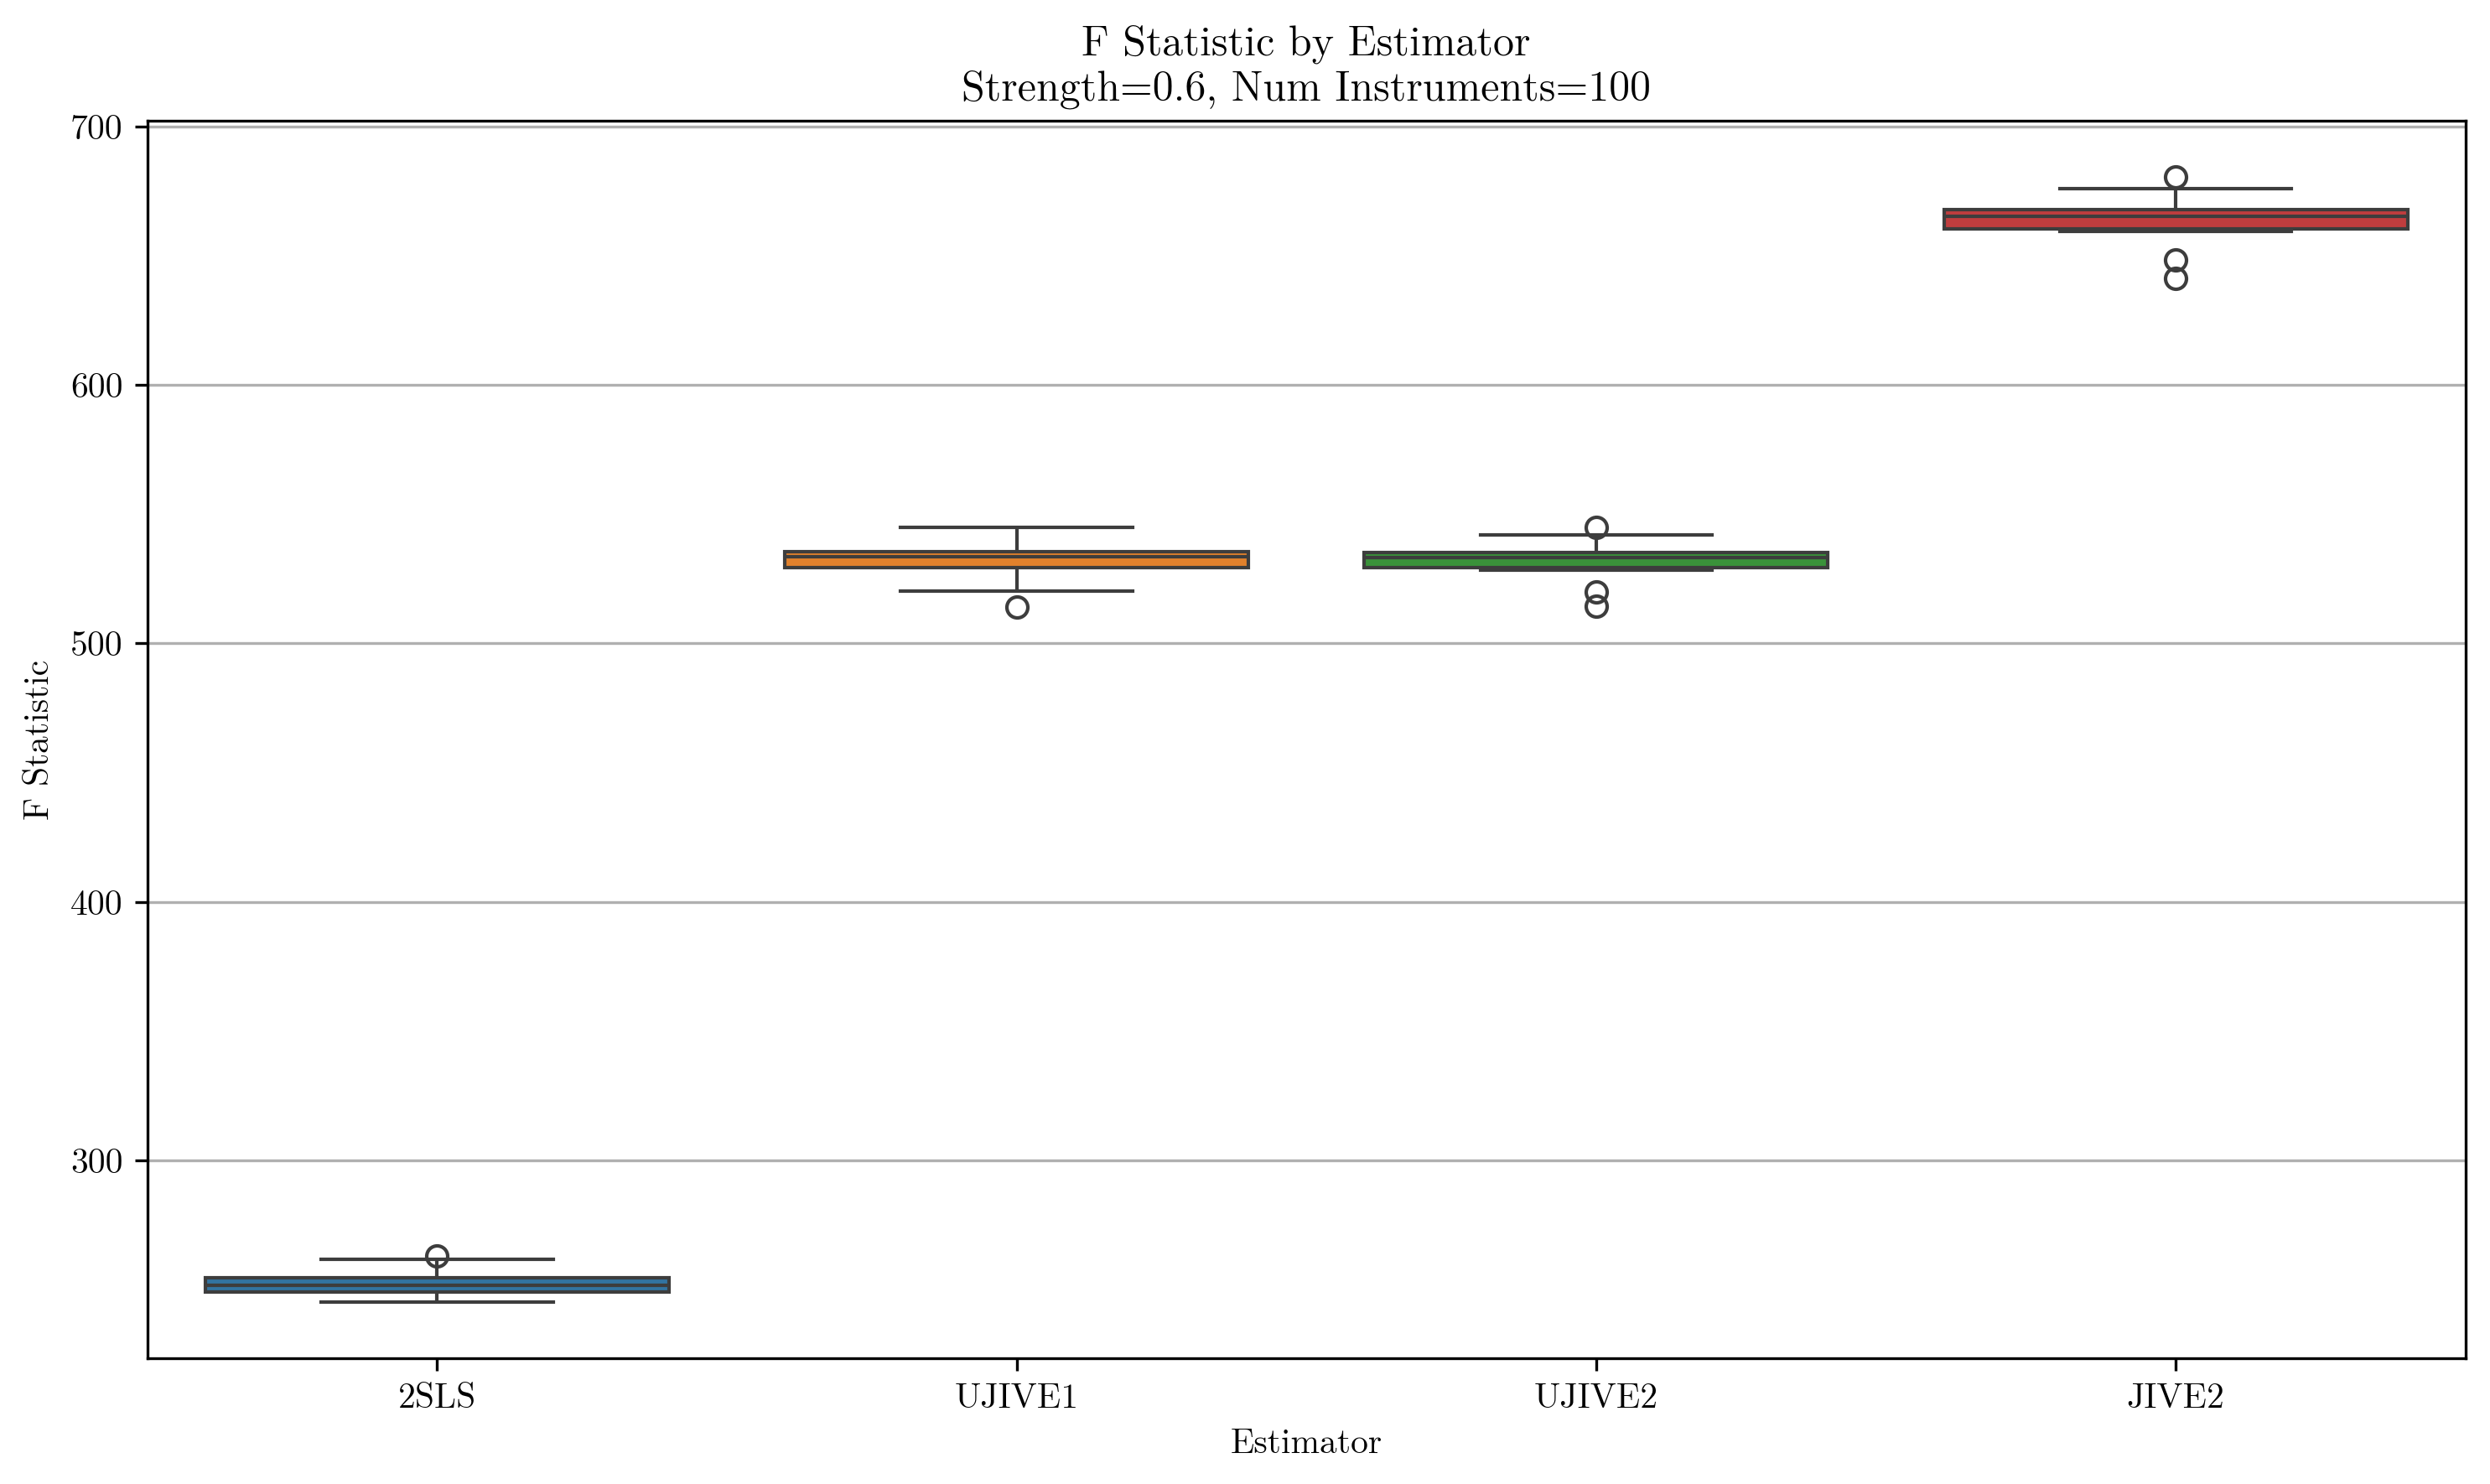 F Statistic by Estimator
Strength=0.6, Num Instruments=100
700
600
500
400
300
F Statistic
2SLS
UJIVE1
UJIVE2
JIVE2
Estimator